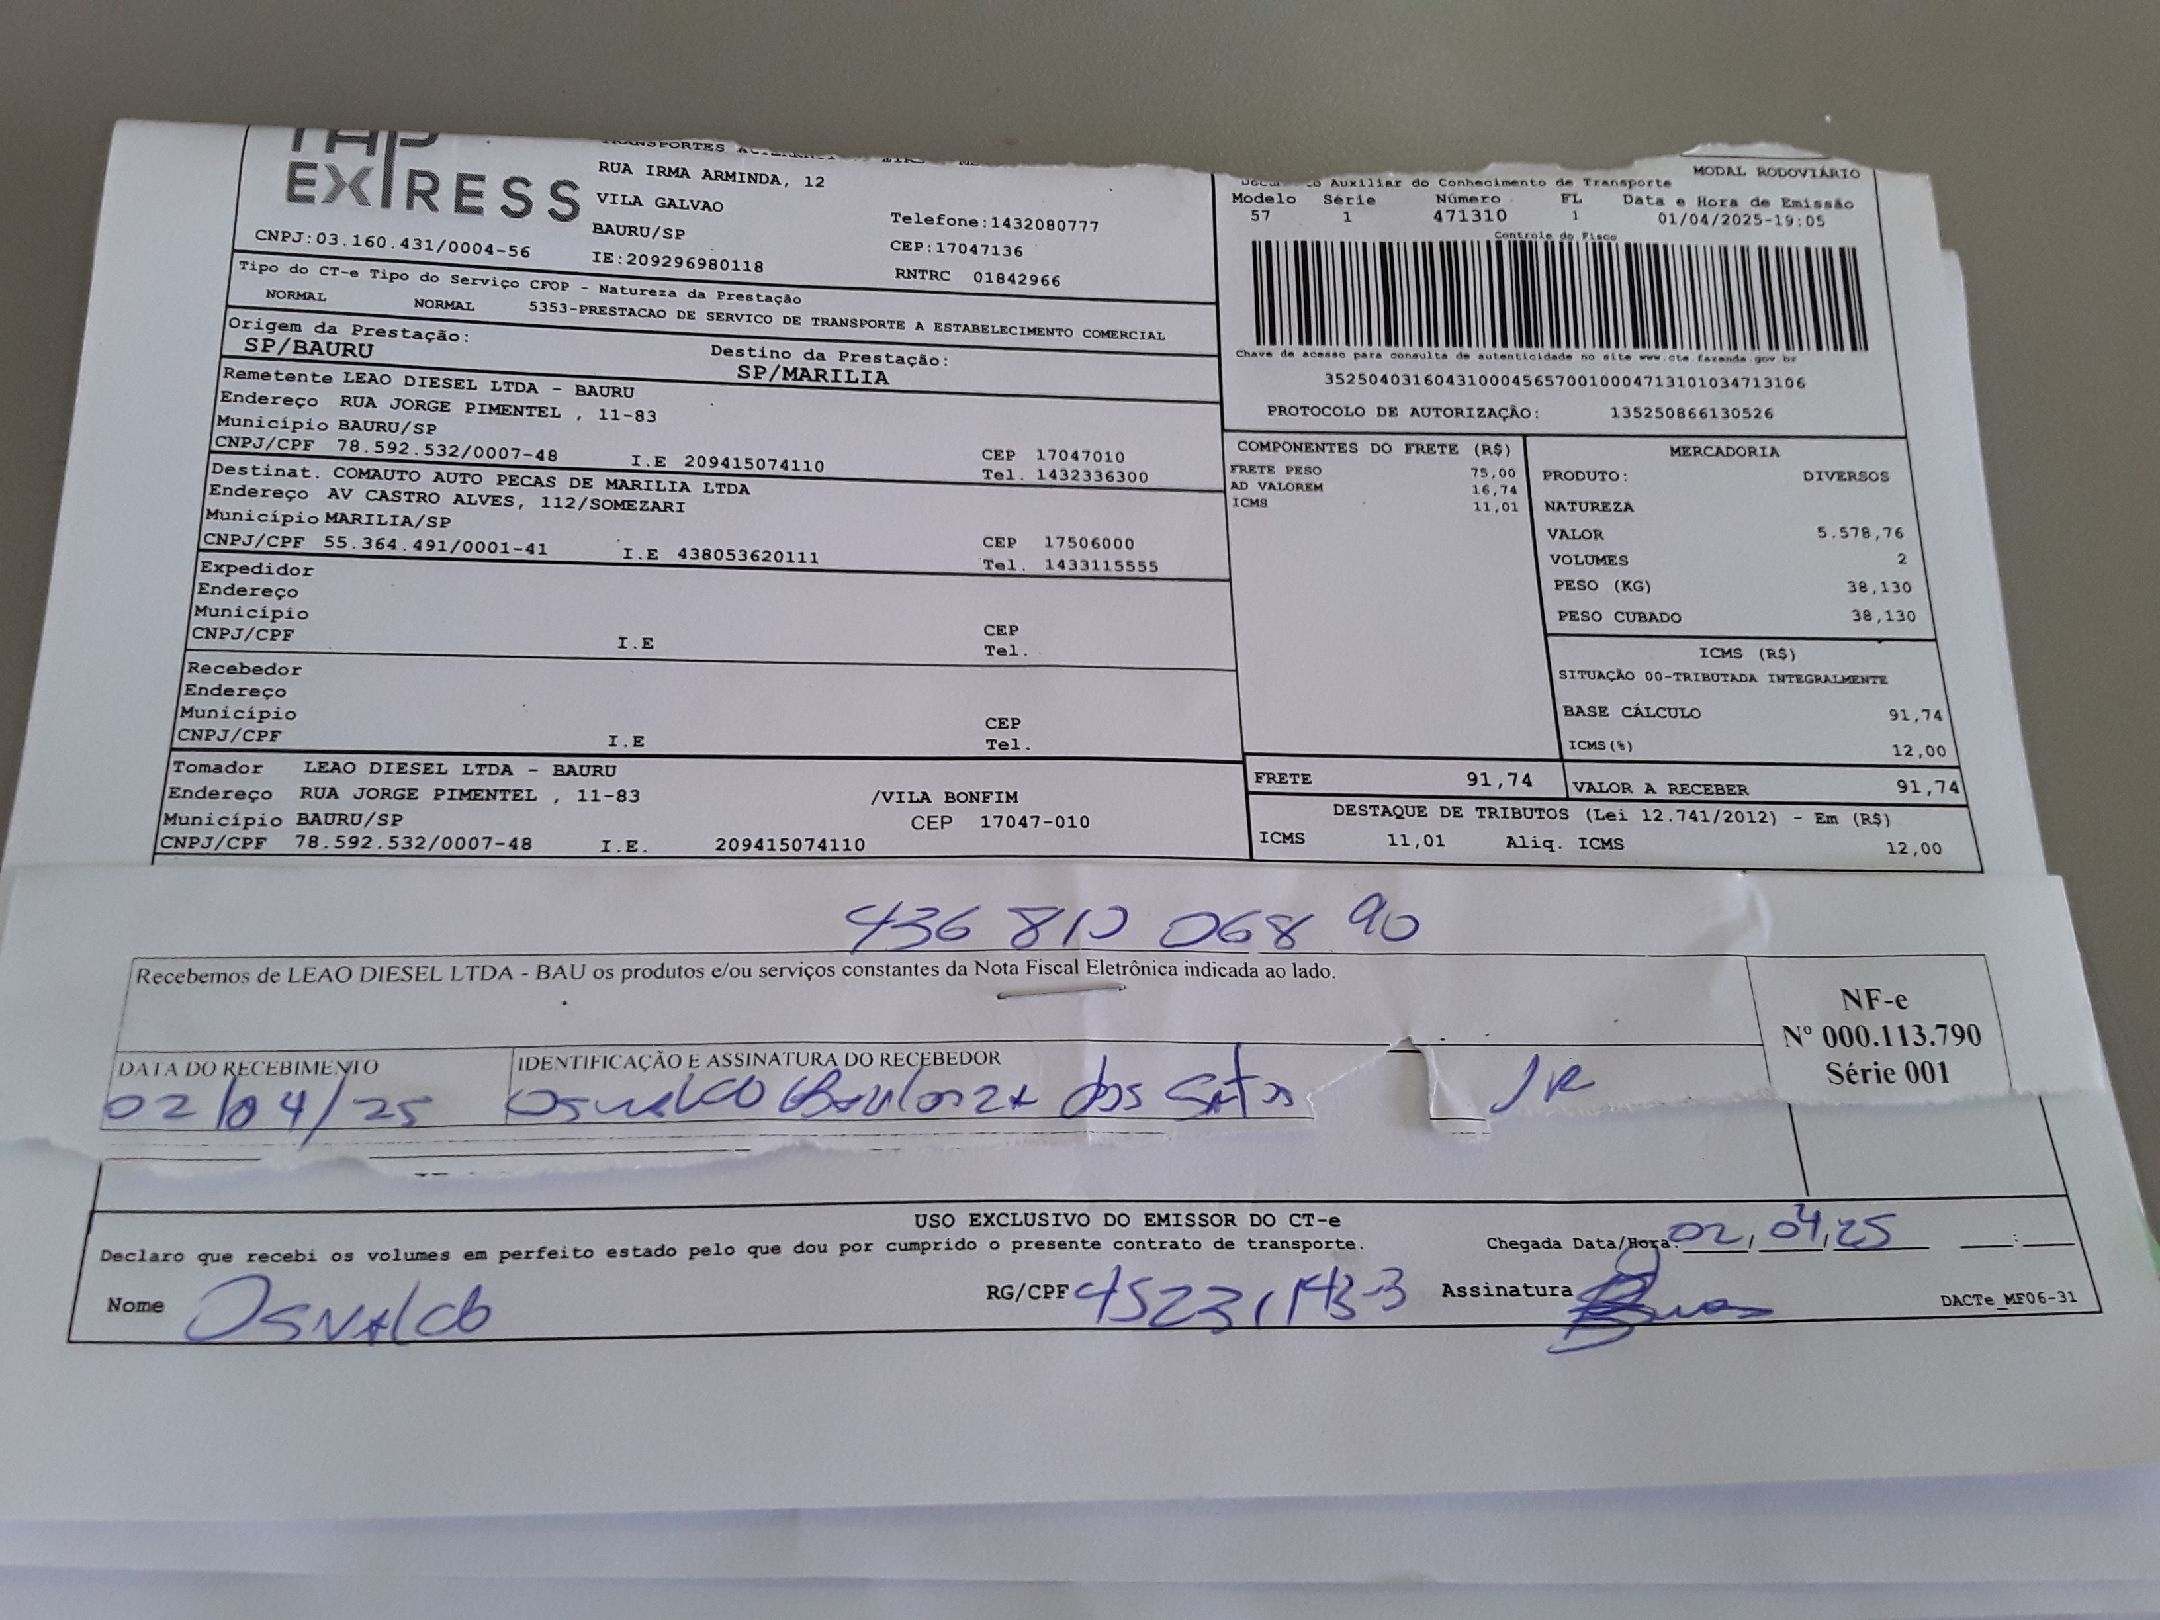 TAP
EXPRESS
RUA IRMA ARMINDA, 12
VILA GALVAO
BAURU/SP
IE:209296980118
Telefone:1432080777
CEP:17047136
RNTRC 01842966
CNPJ:03.160.431/0004-56
Tipo do CT-e Tipo do Serviço CFOP - Natureza da Prestação
NORMAL NORMAL 5353-PRESTACAO DE SERVICO DE TRANSPORTE A ESTABELECIMENTO COMERCIAL
Origem da Prestação: Destino da Prestação:
SP/BAURU SP/MARILIA
Remetente LEAO DIESEL LTDA - BAURU
Endereço RUA JORGE PIMENTEL , 11-83
Município BAURU/SP CEP 17047010
CNPJ/CPF 78.592.532/0007-48 I.E 209415074110 Tel. 1432336300
Destinat. COMAUTO AUTO PECAS DE MARILIA LTDA
Endereço AV CASTRO ALVES, 112/SOMEZARI
Município MARILIA/SP CEP 17506000
CNPJ/CPF 55.364.491/0001-41 I.E 438053620111 Tel. 1433115555
Expedidor
Endereço
Município CEP
CNPJ/CPF I.E Tel.
Recebedor
Endereço
Município CEP
CNPJ/CPF I.E Tel.
Tomador LEAO DIESEL LTDA - BAURU
Endereço RUA JORGE PIMENTEL , 11-83 /VILA BONFIM
Município BAURU/SP CEP 17047-010
CNPJ/CPF 78.592.532/0007-48 I.E. 209415074110
MODAL RODOVIÁRIO
Auxiliar do Conhecimento de Transporte
Modelo Série Número FL Data e Hora de Emissão
57 1 471310 1 01/04/2025-19:05
Controle do Fisco
Chave de acesso para consulta de autenticidade no site www.cte.fazenda.gov.br
35250403160431000456570010004713101034713106
PROTOCOLO DE AUTORIZAÇÃO: 135250866130526
COMPONENTES DO FRETE (R$)
FRETE PESO 75,00
AD VALOREM 16,74
ICMS 11,01
MERCADORIA
PRODUTO: DIVERSOS
NATUREZA
VALOR 5.578,76
VOLUMES 2
PESO (KG) 38,130
PESO CUBADO 38,130
ICMS (R$)
SITUAÇÃO 00-TRIBUTADA INTEGRALMENTE
BASE CÁLCULO 91,74
ICMS(%) 12,00
FRETE 91,74 VALOR A RECEBER 91,74
DESTAQUE DE TRIBUTOS (Lei 12.741/2012) - Em (R$)
ICMS 11,01 Aliq. ICMS 12,00
436 810 068 90
Recebemos de LEAO DIESEL LTDA - BAU os produtos e/ou serviços constantes da Nota Fiscal Eletrônica indicada ao lado.
NF-e
Nº 000.113.790
Série 001
DATA DO RECEBIMENTO IDENTIFICAÇÃO E ASSINATURA DO RECEBEDOR
02/04/25 Osvaldo dos JR
USO EXCLUSIVO DO EMISSOR DO CT-e
Declaro que recebi os volumes em perfeito estado pelo que dou por cumprido o presente contrato de transporte. Chegada Data/Hora: 02,04,25 __:__
Nome Osvaldo RG/CPF Assinatura DACTe_MF06-31